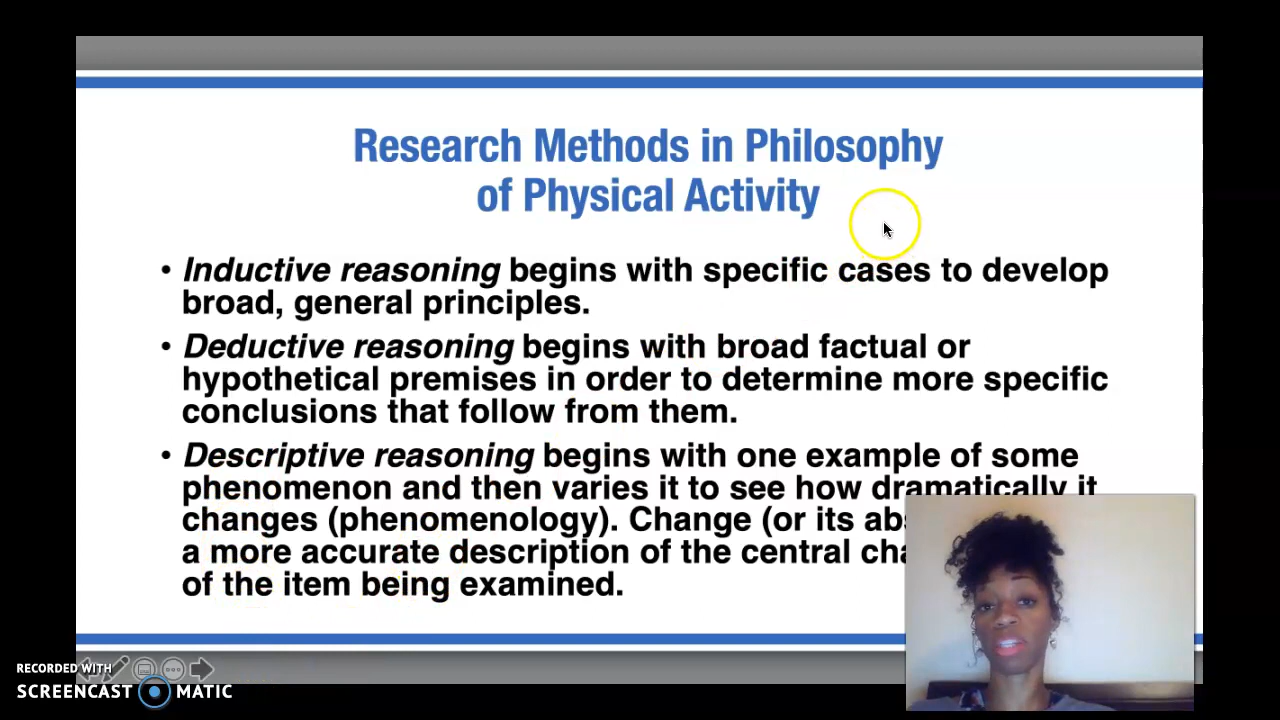 Research Methods in Philosophy
of Physical Activity
• Inductive reasoning begins with specific cases to develop
broad, general principles.
• Deductive reasoning begins with broad factual or
hypothetical premises in order to determine more specific
conclusions that follow from them.
• Descriptive reasoning begins with one example of some
phenomenon and then varies it to see how dramatically it
changes (phenomenology). Change (or its
a more accurate description of the central
of the item being examined.
RECORDED WITH
SCREENCAST MATIC